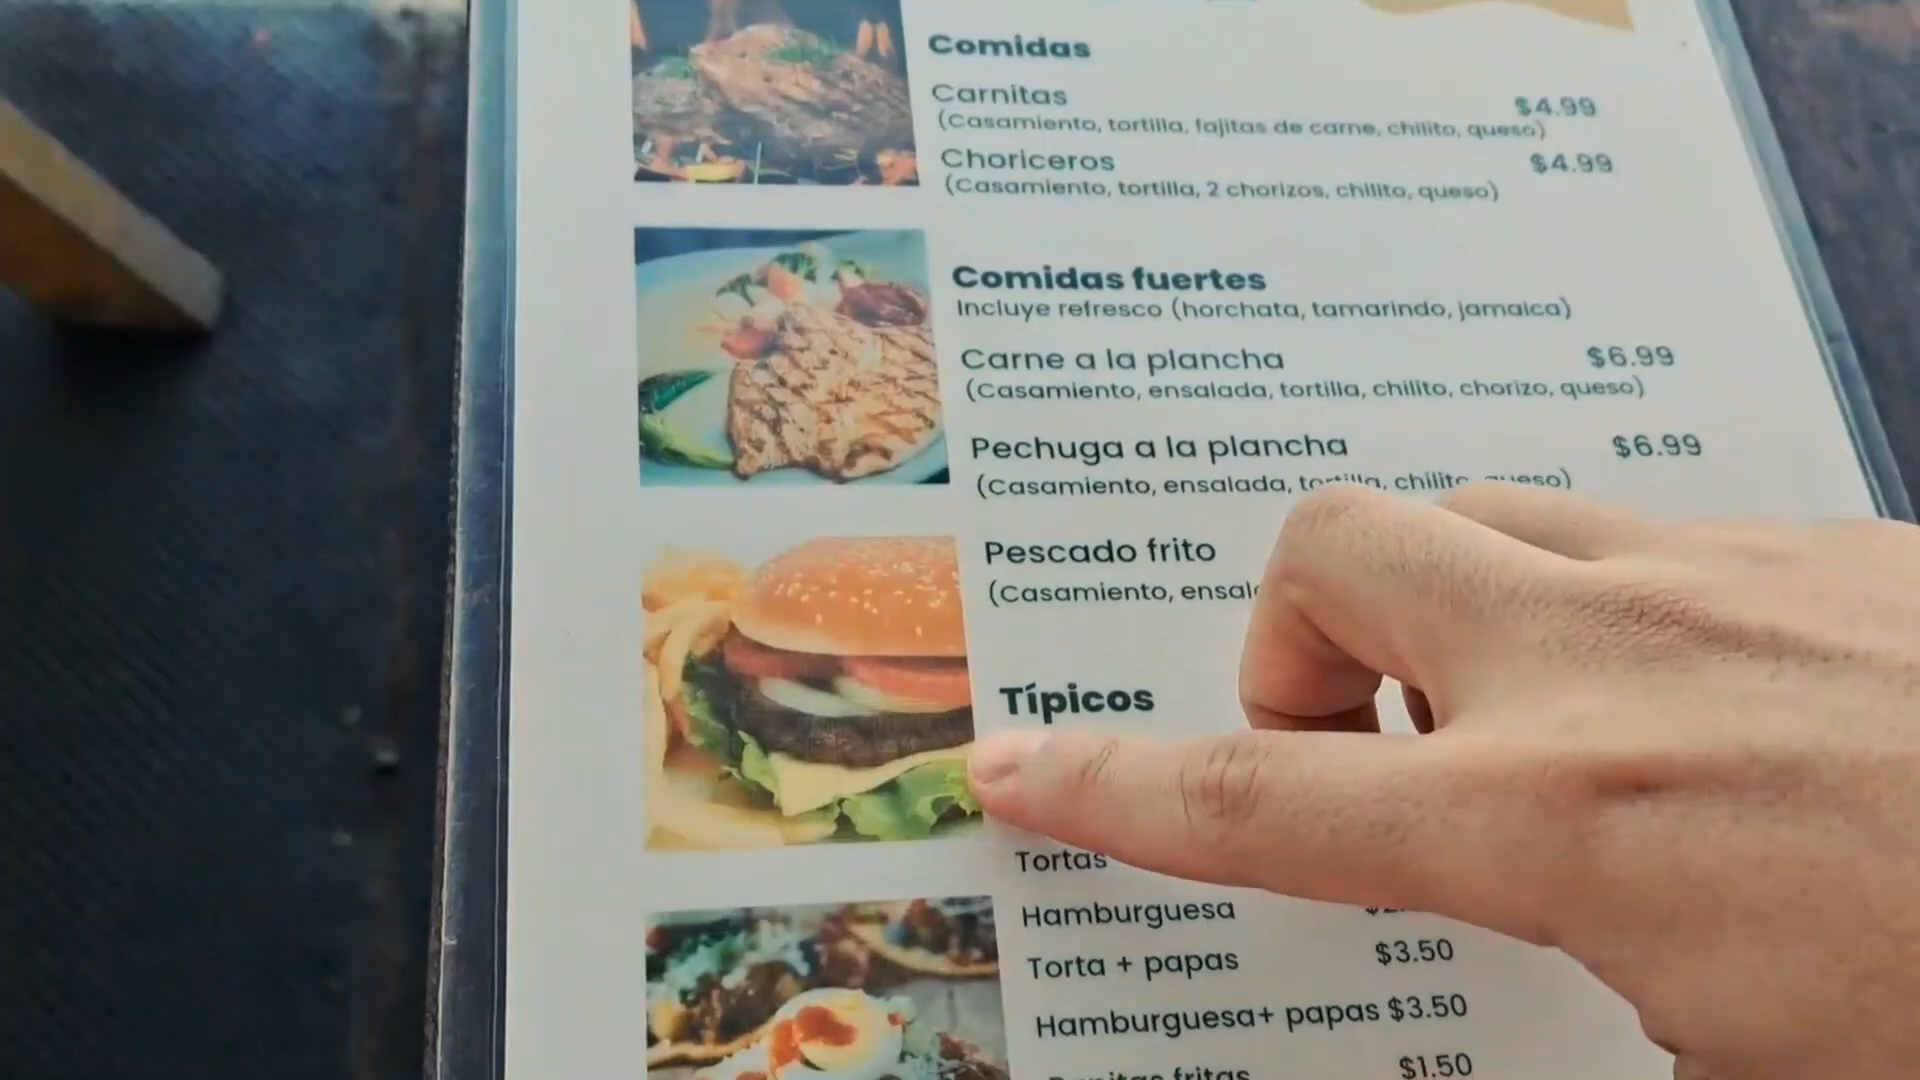 Comidas
Carnitas $4.99
(Casamiento, tortilla, fajitas de carne, chilito, queso)
Choriceros $4.99
(Casamiento, tortilla, 2 chorizos, chilito, queso)
Comidas fuertes
Incluye refresco (horchata, tamarindo, jamaica)
Carne a la plancha $6.99
(Casamiento, ensalada, tortilla, chilito, chorizo, queso)
Pechuga a la plancha $6.99
(Casamiento, ensalada, tortilla, chilito, queso)
Pescado frito
(Casamiento,
Típicos
Tortas
Hamburguesa
Torta + papas $3.50
Hamburguesa+ papas $3.50
fritas $1.50